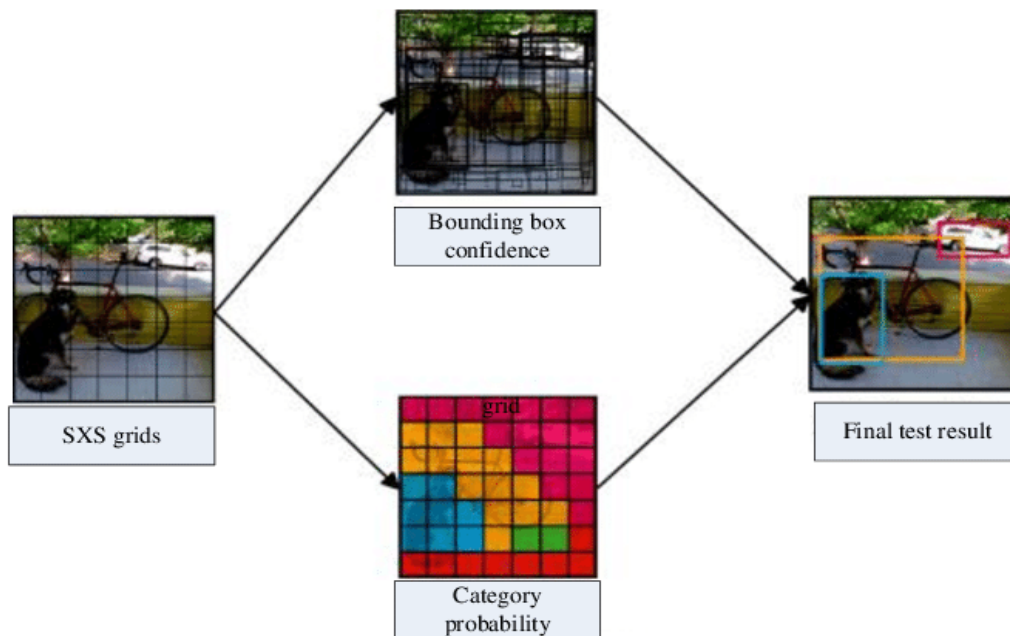 Bounding box
confidence
SXS grids
Final test result
grid
Category
probability